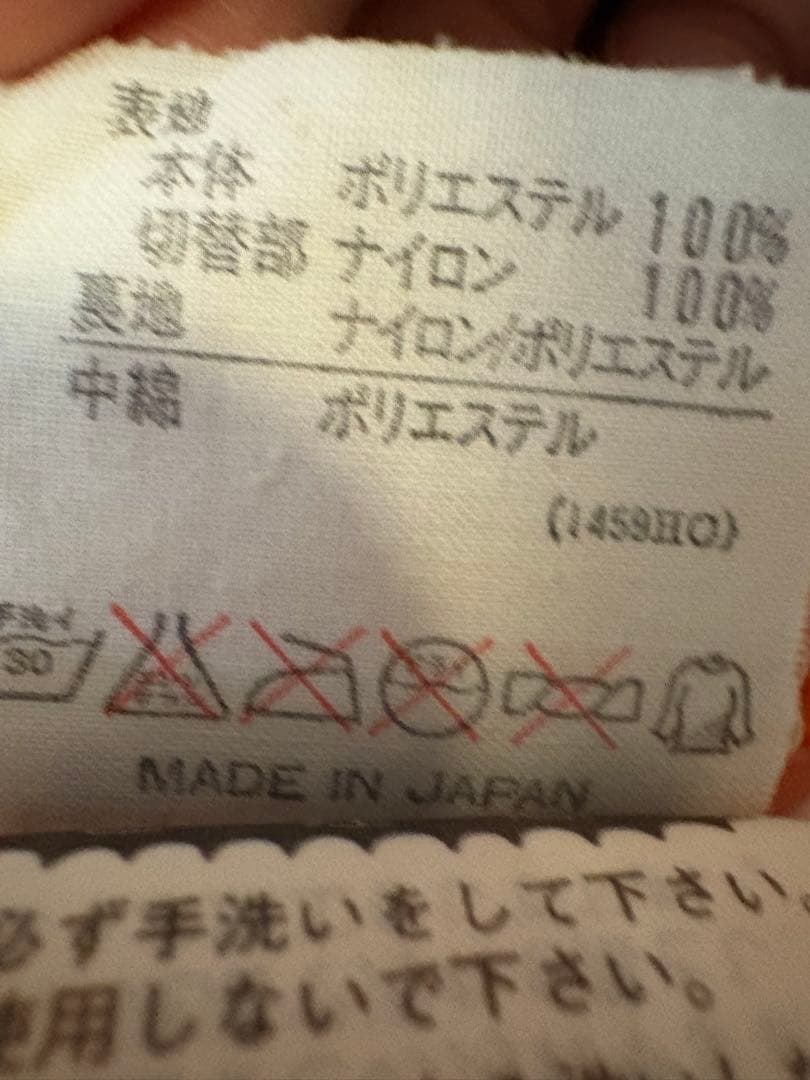 表地
本体 ポリエステル 100%
切替部 ナイロン 100%
裏地 ナイロン/ポリエステル
中綿 ポリエステル
(1459HO)
手洗イ
30
MADE IN JAPAN
必ず手洗いをして下さい。
使用しないで下さい。